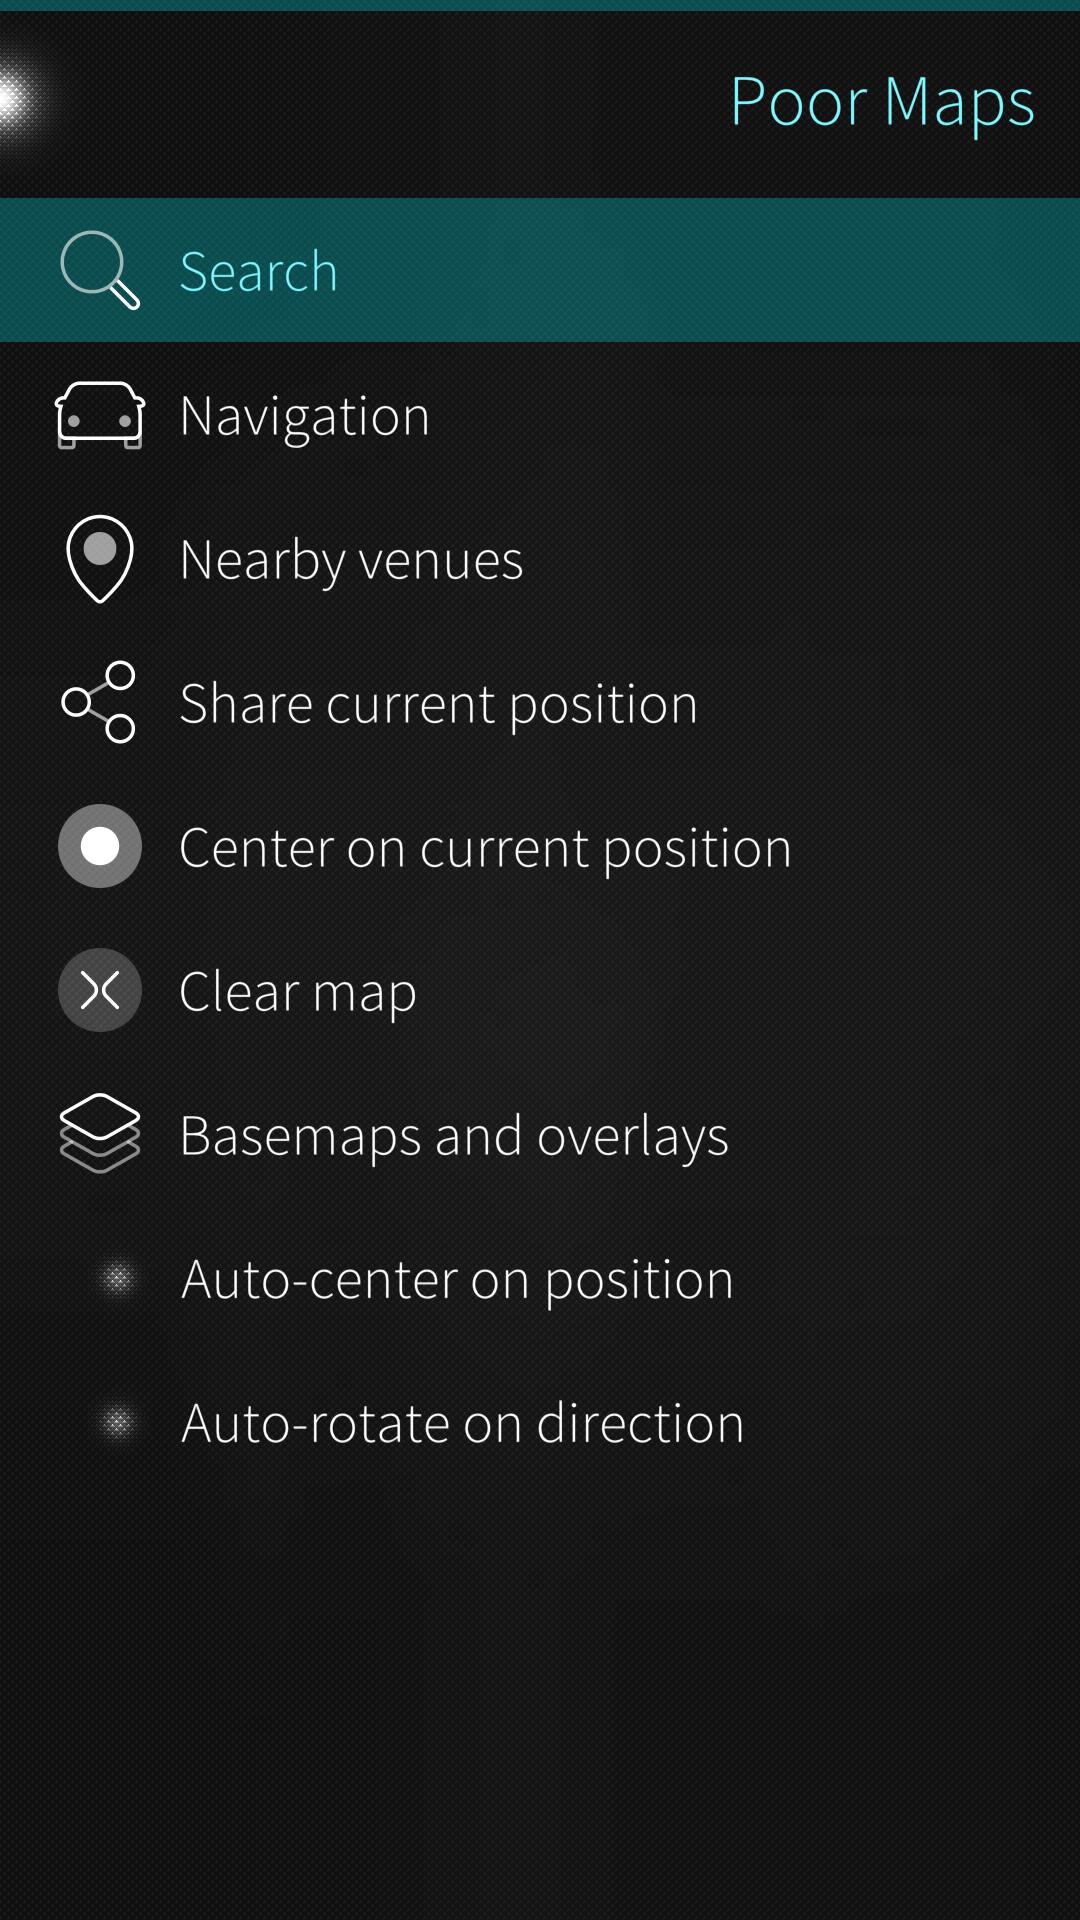 Poor Maps
Search
Navigation
Nearby venues
Share current position
Center on current position
Clear map
Basemaps and overlays
Auto-center on position
Auto-rotate on direction